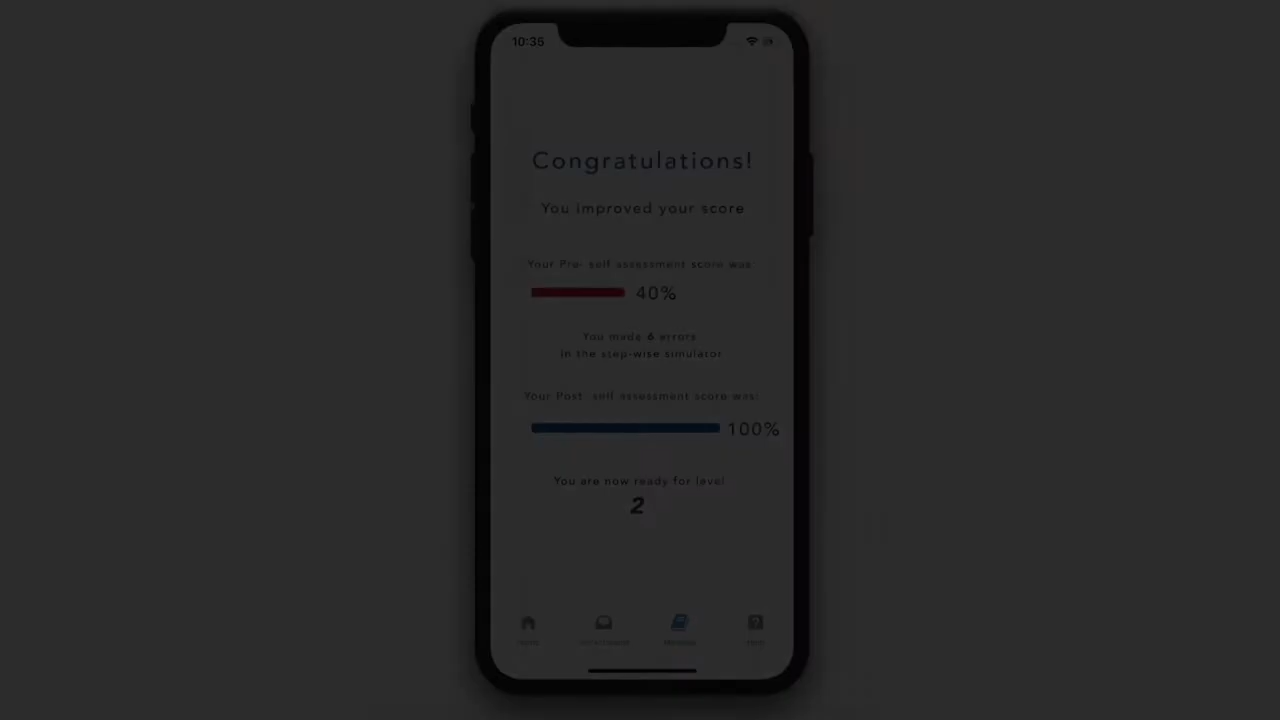 10:35
Congratulations!
You improved your score
Your Pre- self assessment score was:
40%
You made 6 errors
in the step-wise simulator
Your Post- self assessment score was:
100%
You are now ready for level
2